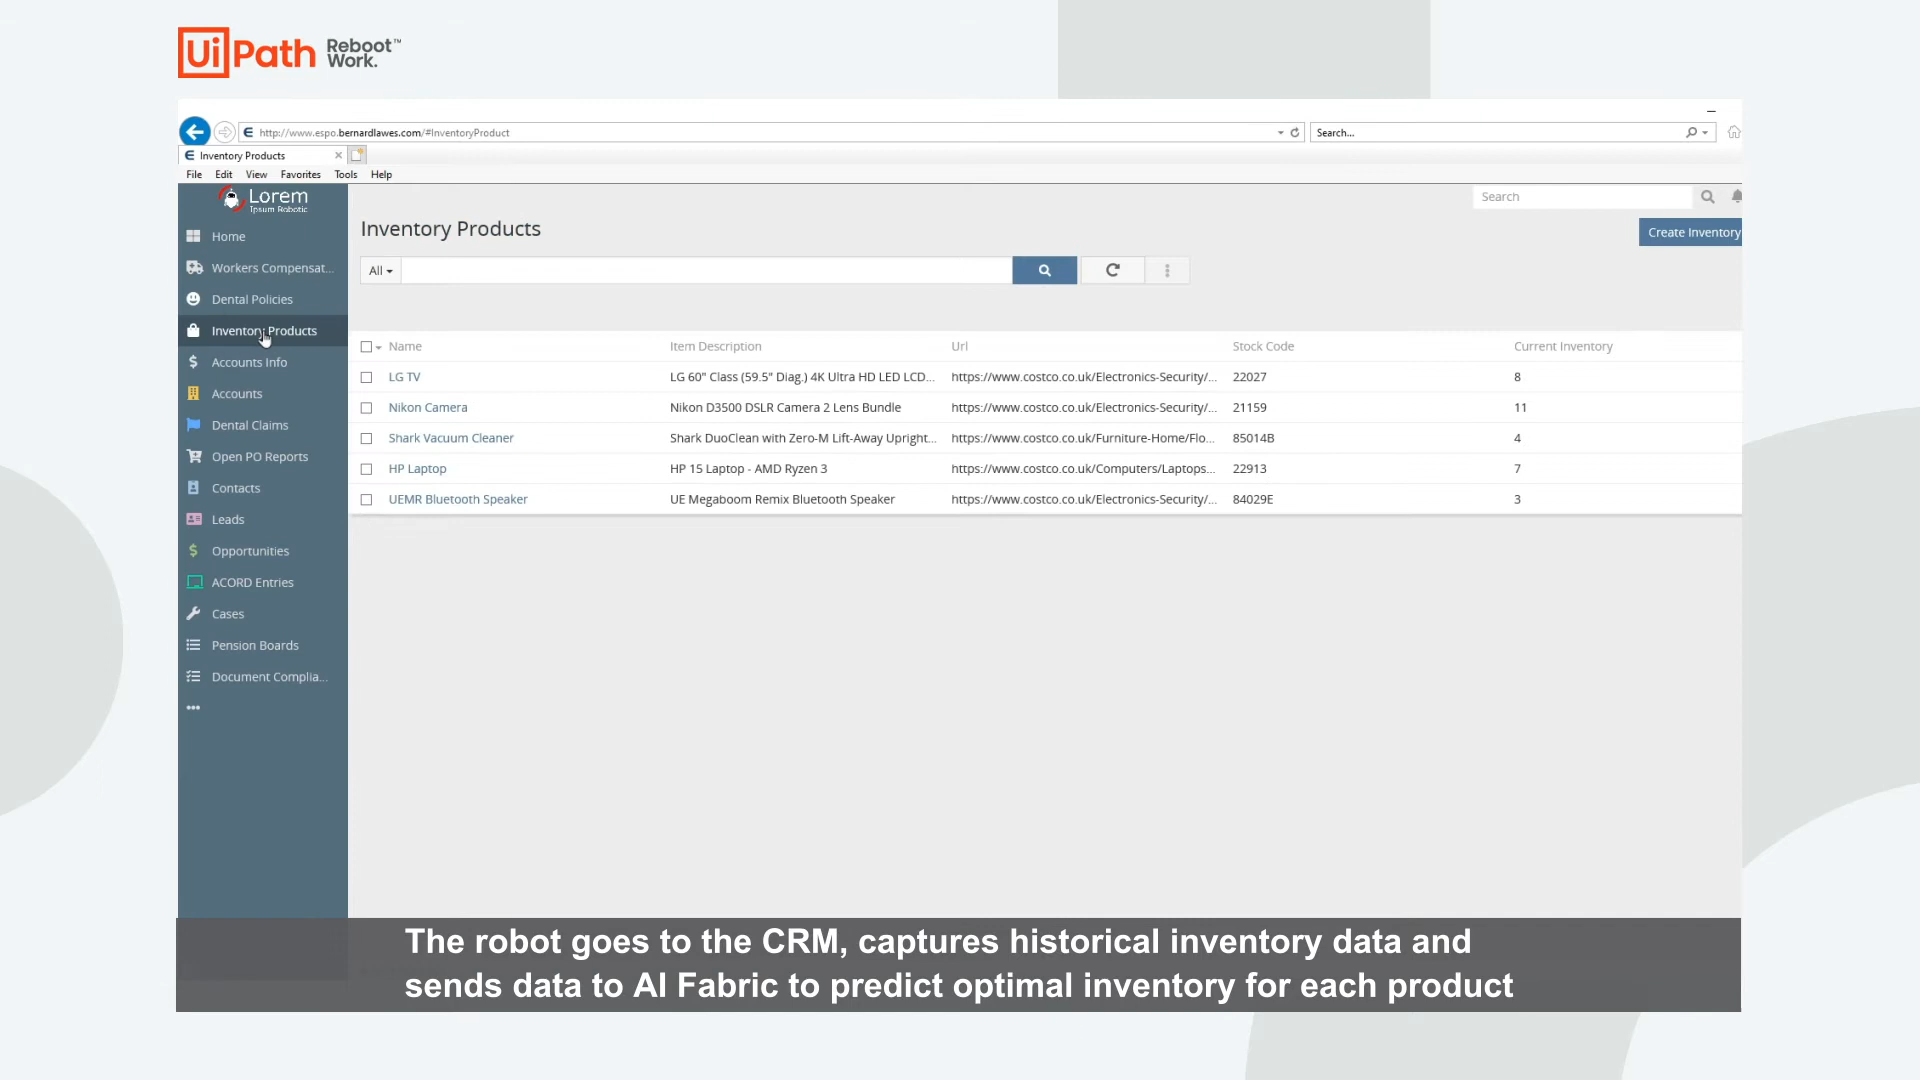 UiPath Reboot Work.™
http://www.espo.bernardlawes.com/#InventoryProduct
Search...
Inventory Products
File Edit View Favorites Tools Help
Lorem
Ipsum Robotic
Home
Workers Compensat...
Dental Policies
Inventory Products
Accounts Info
Accounts
Dental Claims
Open PO Reports
Contacts
Leads
Opportunities
ACORD Entries
Cases
Pension Boards
Document Complia...
Search
Inventory Products
Create Inventory
All
Name Item Description Url Stock Code Current Inventory
LG TV LG 60" Class (59.5" Diag.) 4K Ultra HD LED LCD... https://www.costco.co.uk/Electronics-Security/... 22027 8
Nikon Camera Nikon D3500 DSLR Camera 2 Lens Bundle https://www.costco.co.uk/Electronics-Security/... 21159 11
Shark Vacuum Cleaner Shark DuoClean with Zero-M Lift-Away Upright... https://www.costco.co.uk/Furniture-Home/Flo... 85014B 4
HP Laptop HP 15 Laptop - AMD Ryzen 3 https://www.costco.co.uk/Computers/Laptops... 22913 7
UEMR Bluetooth Speaker UE Megaboom Remix Bluetooth Speaker https://www.costco.co.uk/Electronics-Security/... 84029E 3
The robot goes to the CRM, captures historical inventory data and
sends data to AI Fabric to predict optimal inventory for each product